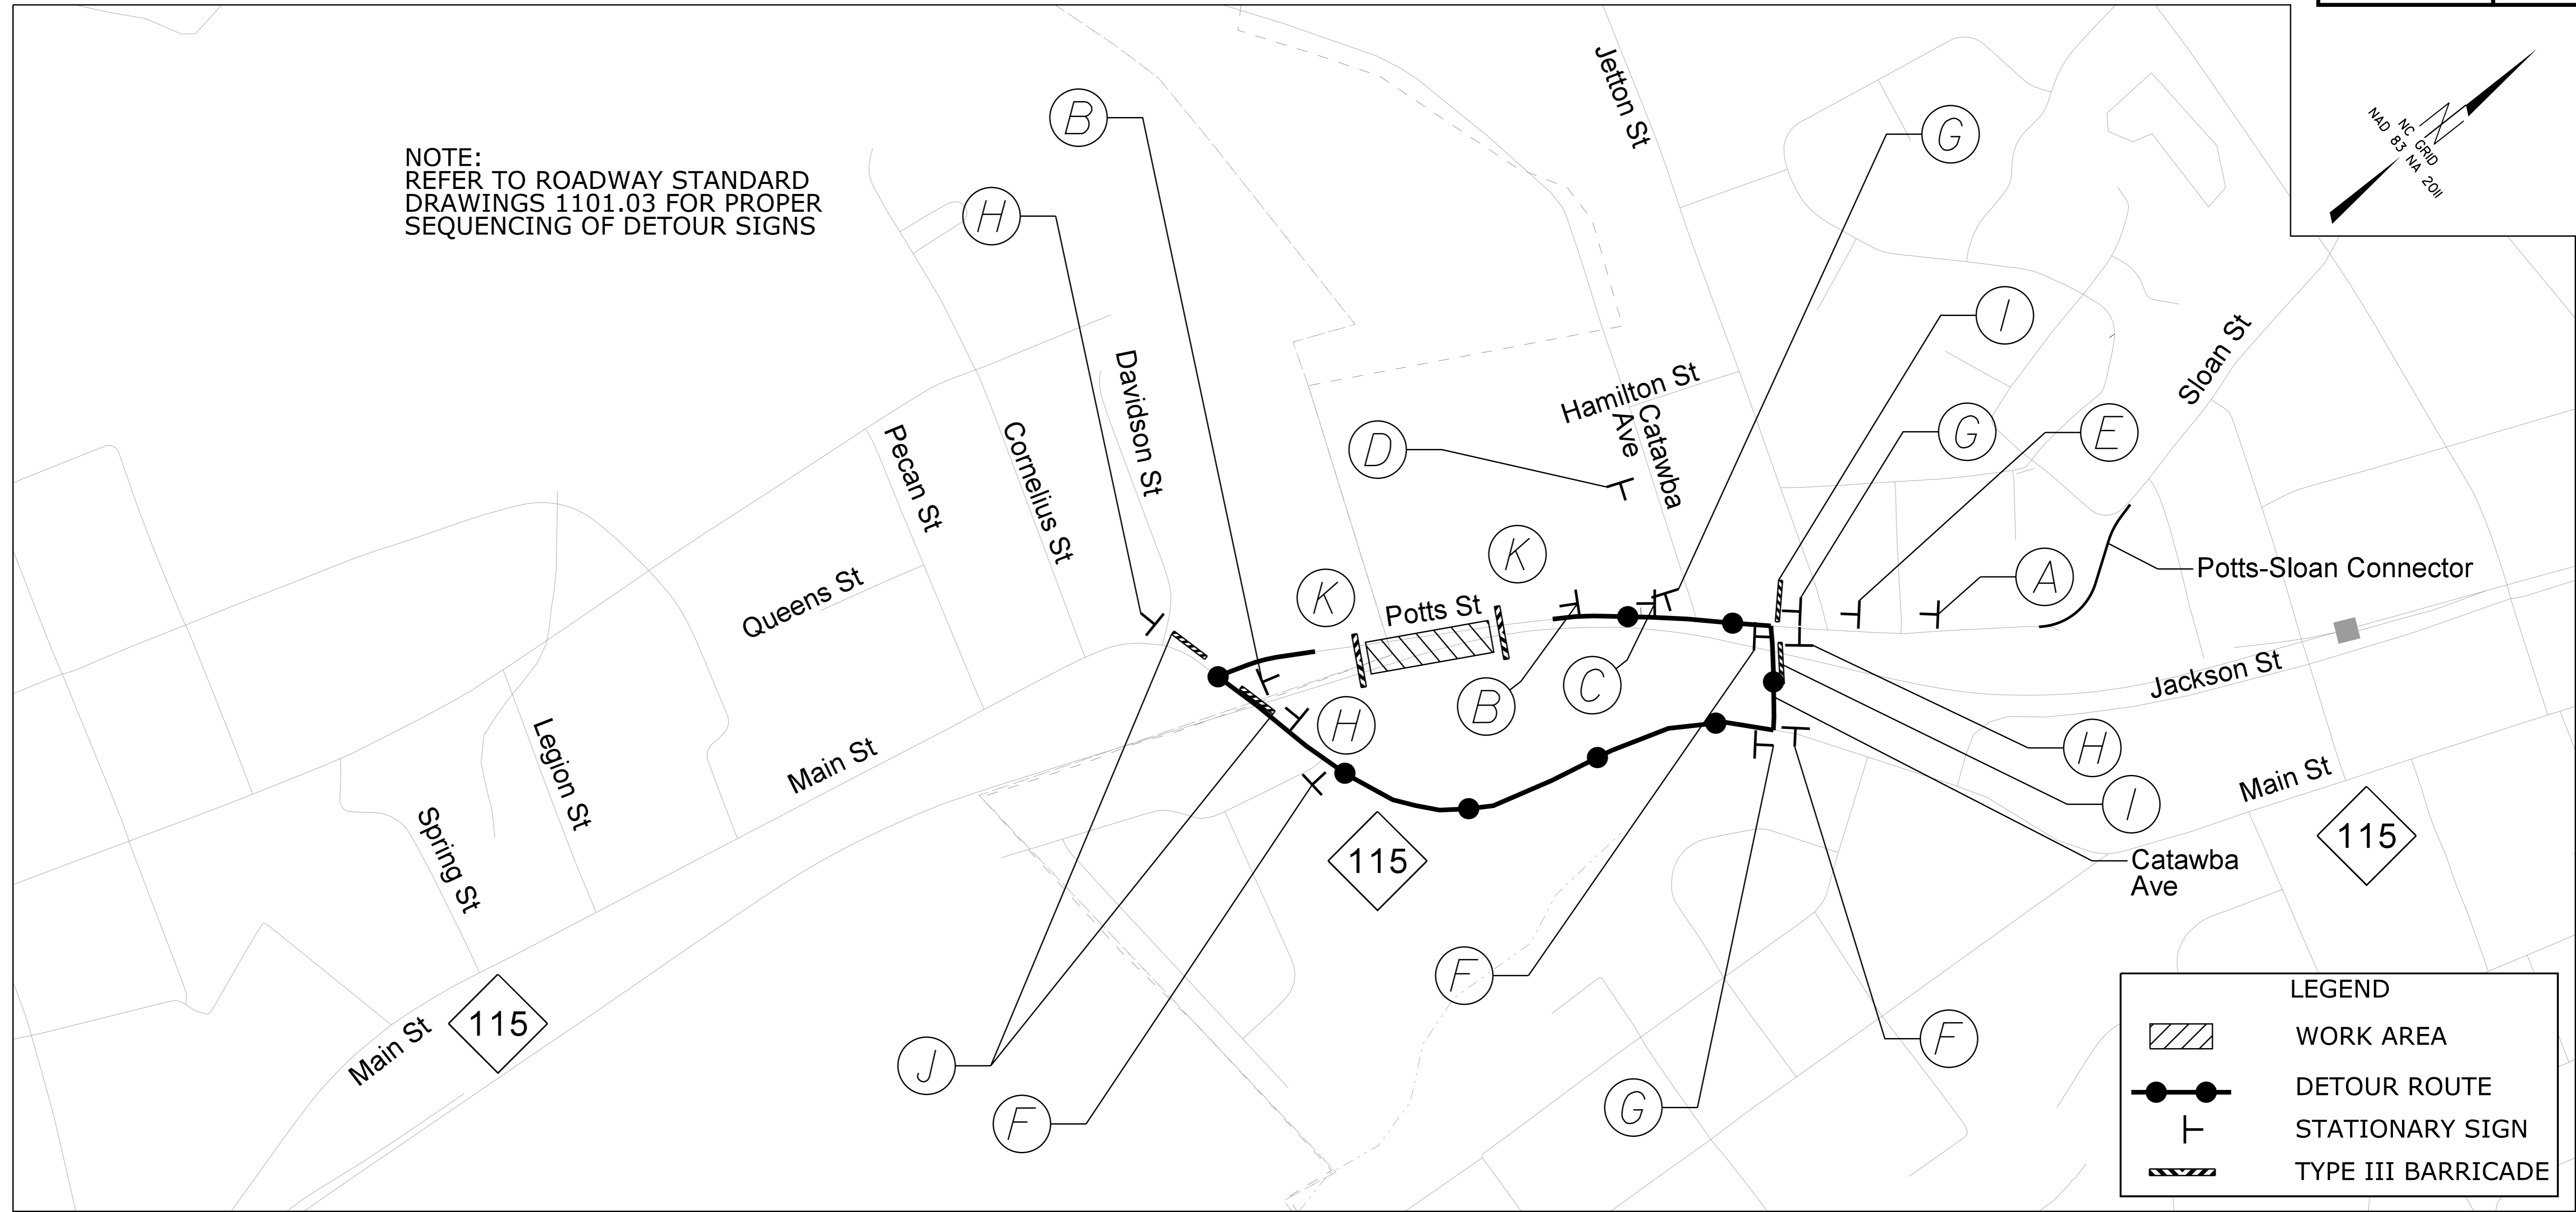 B
Jetton St
G
NC GRID
NAD 83 NA 2011
NOTE:
REFER TO ROADWAY STANDARD
DRAWINGS 1101.03 FOR PROPER
SEQUENCING OF DETOUR SIGNS
H
I
Sloan St
Davidson St
Hamilton St
Catawba
Ave
Pecan St
Cornelius St
D
G
E
K
K
Potts St
A
Potts-Sloan Connector
Queens St
B
C
H
Jackson St
Legion St
Main St
H
I
Main St
Spring St
115
115
Catawba
Ave
F
115
Main St
J
F
G
F
LEGEND
WORK AREA
DETOUR ROUTE
STATIONARY SIGN
TYPE III BARRICADE